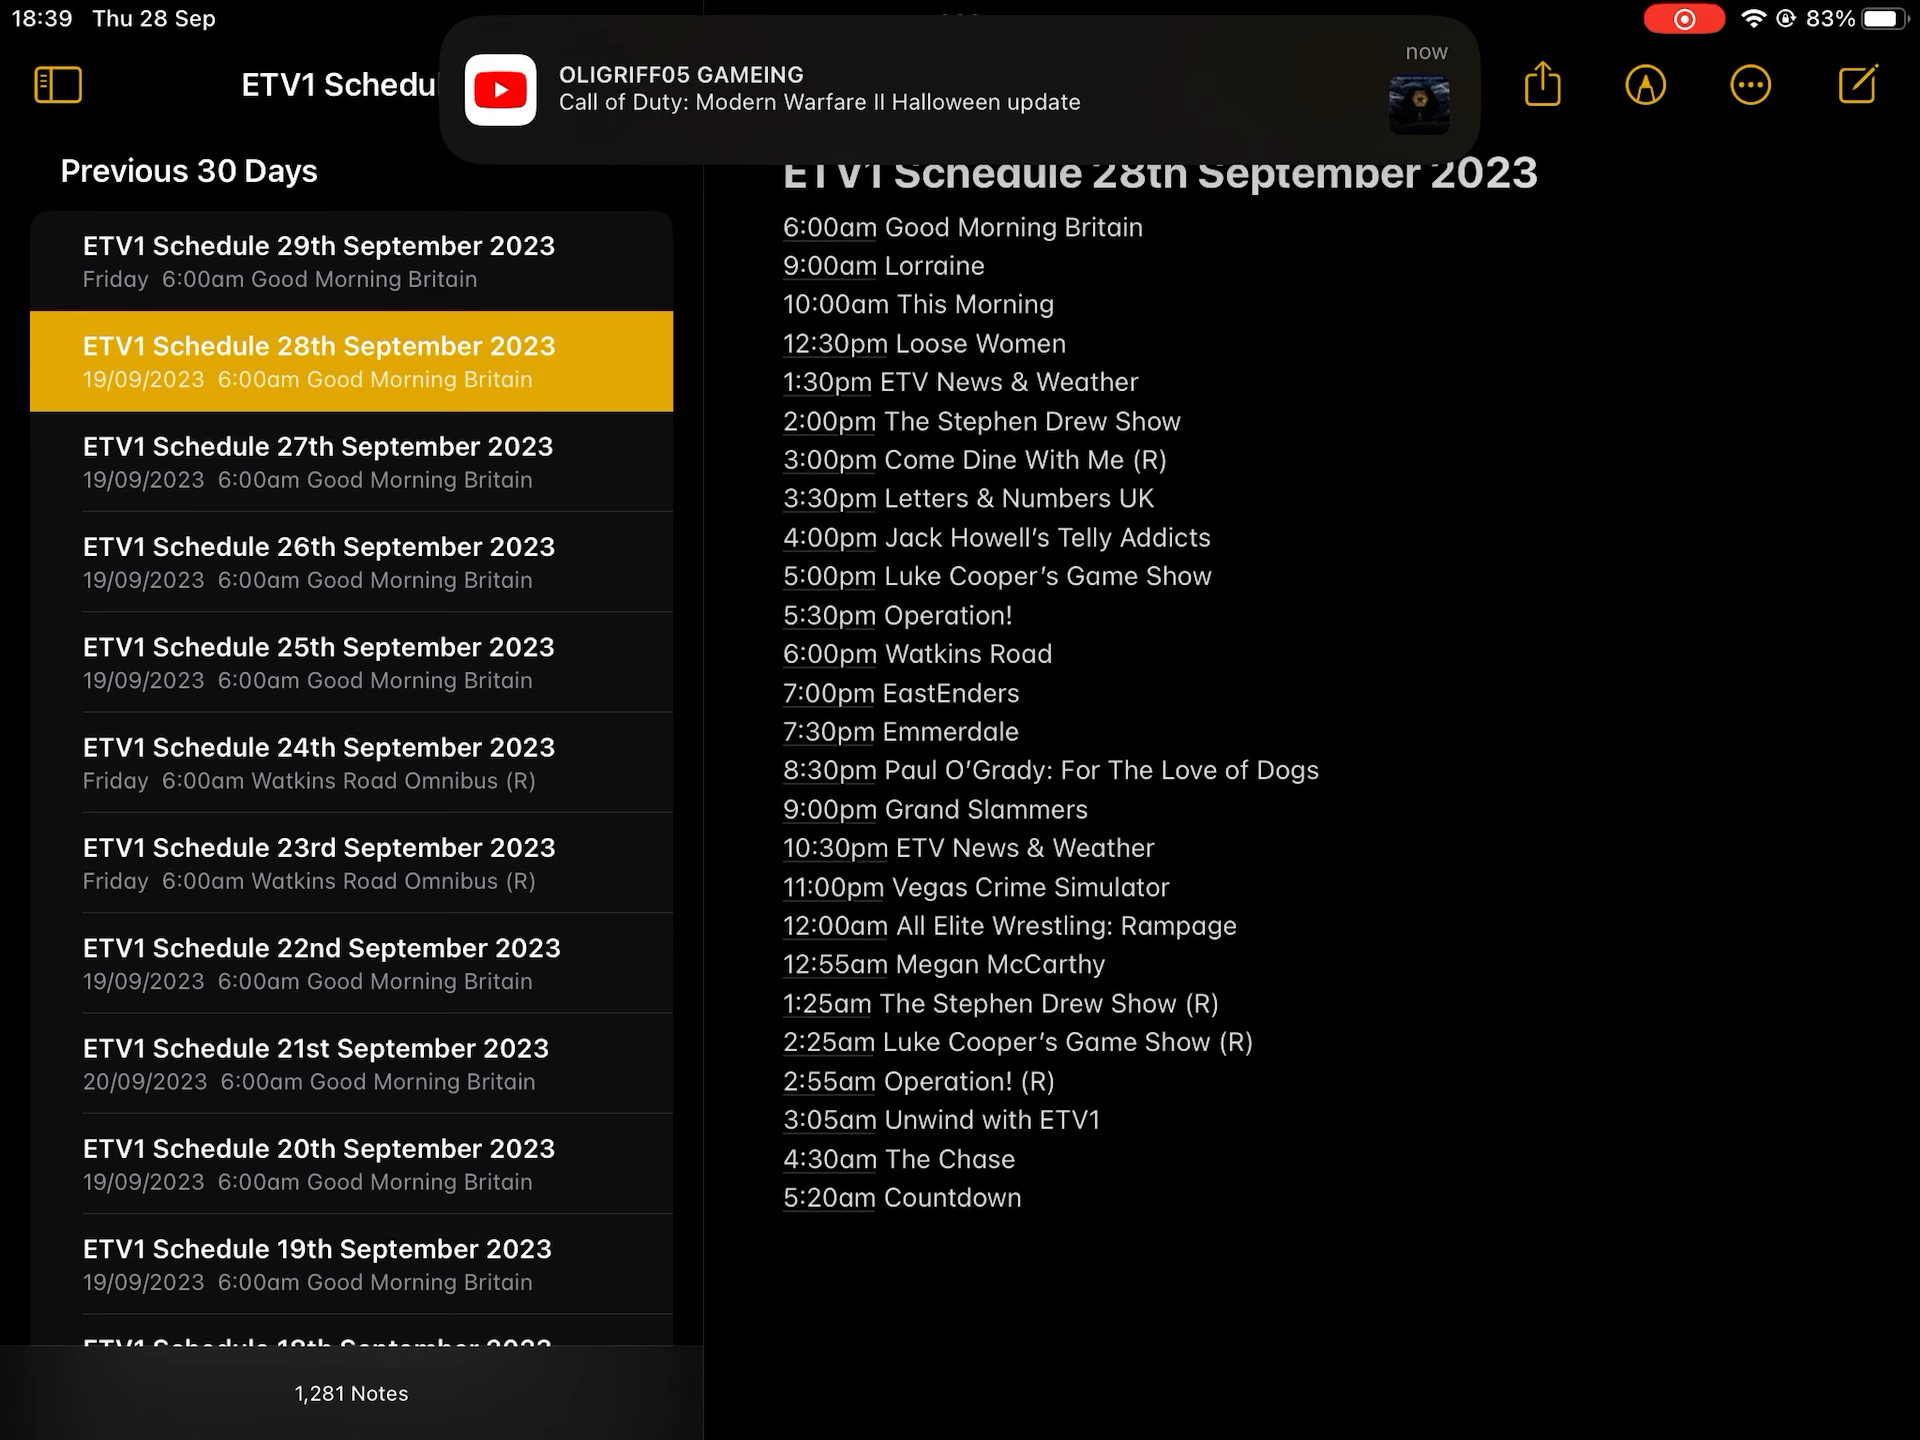 18:39 Thu 28 Sep
83%
ETV1 Schedul
OLIGRIFF05 GAMEING
now
Call of Duty: Modern Warfare II Halloween update
Previous 30 Days
ETV1 Schedule 29th September 2023
Friday 6:00am Good Morning Britain
ETV1 Schedule 28th September 2023
19/09/2023 6:00am Good Morning Britain
ETV1 Schedule 27th September 2023
19/09/2023 6:00am Good Morning Britain
ETV1 Schedule 26th September 2023
19/09/2023 6:00am Good Morning Britain
ETV1 Schedule 25th September 2023
19/09/2023 6:00am Good Morning Britain
ETV1 Schedule 24th September 2023
Friday 6:00am Watkins Road Omnibus (R)
ETV1 Schedule 23rd September 2023
Friday 6:00am Watkins Road Omnibus (R)
ETV1 Schedule 22nd September 2023
19/09/2023 6:00am Good Morning Britain
ETV1 Schedule 21st September 2023
20/09/2023 6:00am Good Morning Britain
ETV1 Schedule 20th September 2023
19/09/2023 6:00am Good Morning Britain
ETV1 Schedule 19th September 2023
19/09/2023 6:00am Good Morning Britain
ETV1 Schedule 18th September 2023
1,281 Notes
ETV1 Schedule 28th September 2023
6:00am Good Morning Britain
9:00am Lorraine
10:00am This Morning
12:30pm Loose Women
1:30pm ETV News & Weather
2:00pm The Stephen Drew Show
3:00pm Come Dine With Me (R)
3:30pm Letters & Numbers UK
4:00pm Jack Howell’s Telly Addicts
5:00pm Luke Cooper’s Game Show
5:30pm Operation!
6:00pm Watkins Road
7:00pm EastEnders
7:30pm Emmerdale
8:30pm Paul O’Grady: For The Love of Dogs
9:00pm Grand Slammers
10:30pm ETV News & Weather
11:00pm Vegas Crime Simulator
12:00am All Elite Wrestling: Rampage
12:55am Megan McCarthy
1:25am The Stephen Drew Show (R)
2:25am Luke Cooper’s Game Show (R)
2:55am Operation! (R)
3:05am Unwind with ETV1
4:30am The Chase
5:20am Countdown